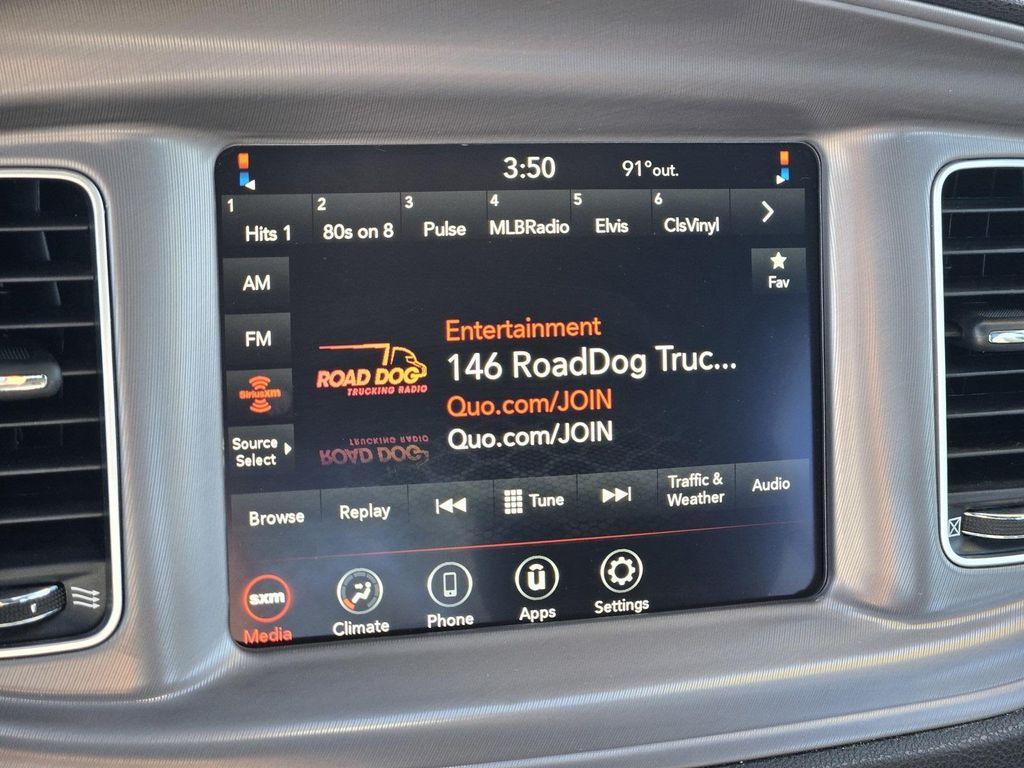 3:50 91°out.
1 2 3 4 5 6
Hits 1 80s on 8 Pulse MLBRadio Elvis ClsVinyl
AM
Fav
FM
Entertainment
ROAD DOG
TRUCKING RADIO
146 RoadDog Truc...
SiriusXM
Quo.com/JOIN
Source
Select
Quo.com/JOIN
Browse Replay Tune Traffic &
Weather Audio
sxm
Media Climate Phone Apps Settings